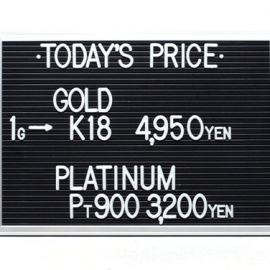 ·TODAY'S PRICE·
GOLD
1G→ K18 4,950YEN
PLATINUM
PT900 3,200YEN